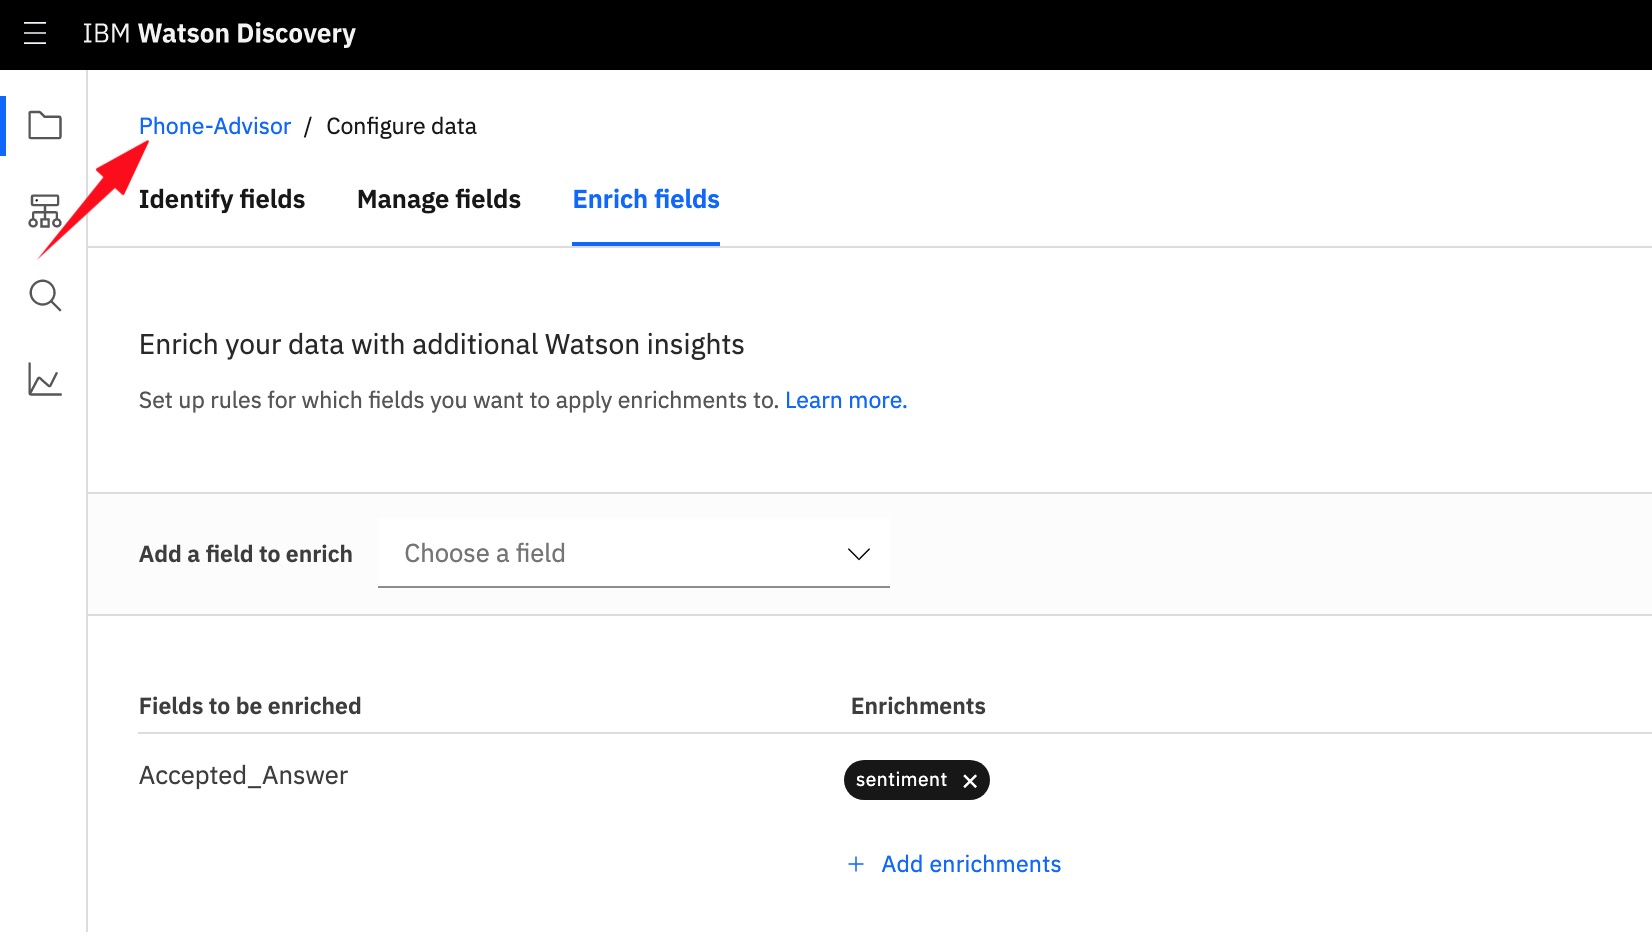 IBM Watson Discovery
Phone-Advisor / Configure data
Identify fields Manage fields Enrich fields
Enrich your data with additional Watson insights
Set up rules for which fields you want to apply enrichments to. Learn more.
Add a field to enrich Choose a field
Fields to be enriched Enrichments
Accepted_Answer sentiment ×
+ Add enrichments